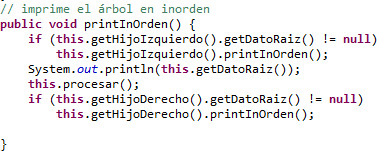 // imprime el árbol en inorden
public void printInOrden() {
if (this.getHijoIzquierdo().getDatoRaiz() != null)
this.getHijoIzquierdo().printInOrden();
System.out.println(this.getDatoRaiz());
this.procesar();
if (this.getHijoDerecho().getDatoRaiz() != null)
this.getHijoDerecho().printInOrden();
}